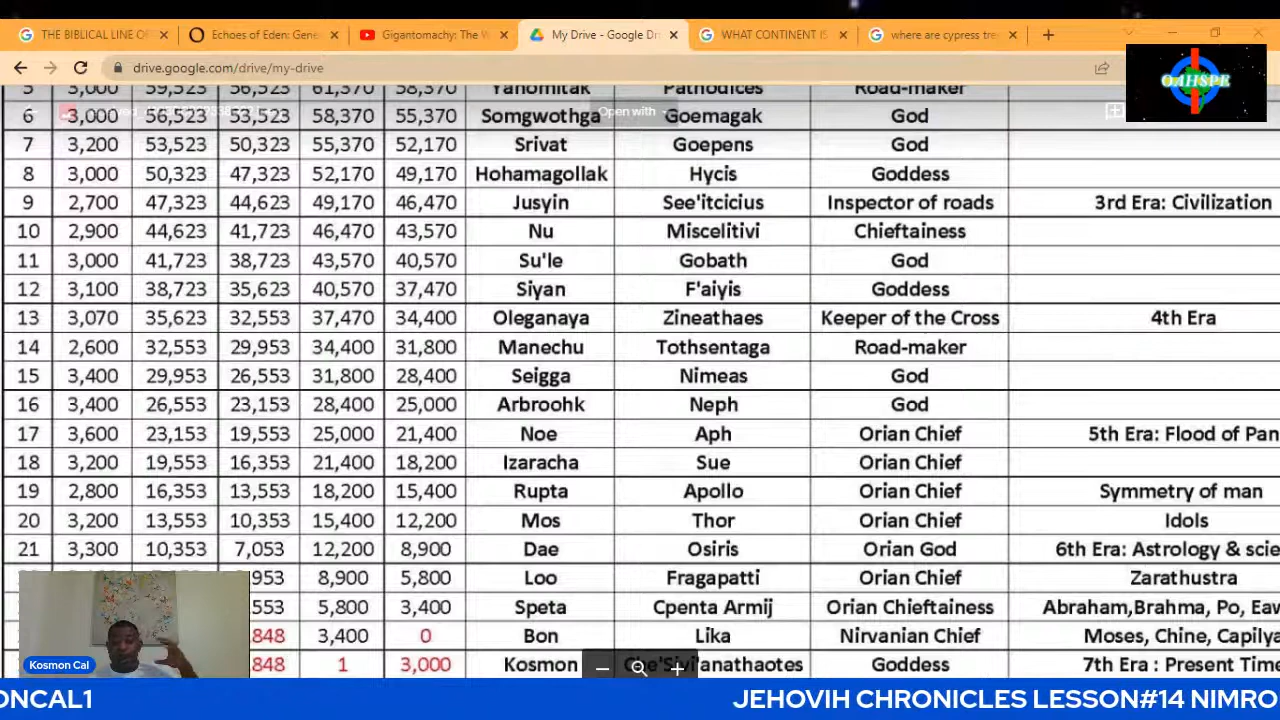 THE BIBLICAL LINE OF
Echoes of Eden: Gene
Gigantomachy: The W
My Drive - Google Dr
WHAT CONTINENT IS
where are cypress tre
drive.google.com/drive/my-drive
OAHSPE
Open with
5 3,000 59,523 56,523 61,370 58,370 Yahomitak Pathodices Road-maker
6 3,000 56,523 53,523 58,370 55,370 Somgwothga Goemagak God
7 3,200 53,523 50,323 55,370 52,170 Srivat Goepens God
8 3,000 50,323 47,323 52,170 49,170 Hohamagollak Hycis Goddess
9 2,700 47,323 44,623 49,170 46,470 Jusyin See'itcicius Inspector of roads 3rd Era: Civilization
10 2,900 44,623 41,723 46,470 43,570 Nu Miscelitivi Chieftainess
11 3,000 41,723 38,723 43,570 40,570 Su'le Gobath God
12 3,100 38,723 35,623 40,570 37,470 Siyan F'aiyis Goddess
13 3,070 35,623 32,553 37,470 34,400 Oleganaya Zineathaes Keeper of the Cross 4th Era
14 2,600 32,553 29,953 34,400 31,800 Manechu Tothsentaga Road-maker
15 3,400 29,953 26,553 31,800 28,400 Seigga Nimeas God
16 3,400 26,553 23,153 28,400 25,000 Arbroohk Neph God
17 3,600 23,153 19,553 25,000 21,400 Noe Aph Orian Chief 5th Era: Flood of Pan
18 3,200 19,553 16,353 21,400 18,200 Izaracha Sue Orian Chief
19 2,800 16,353 13,553 18,200 15,400 Rupta Apollo Orian Chief Symmetry of man
20 3,200 13,553 10,353 15,400 12,200 Mos Thor Orian Chief Idols
21 3,300 10,353 7,053 12,200 8,900 Dae Osiris Orian God 6th Era: Astrology & scie
953 8,900 5,800 Loo Fragapatti Orian Chief Zarathustra
553 5,800 3,400 Speta Cpenta Armij Orian Chieftainess Abraham,Brahma, Po, Eaw
848 3,400 0 Bon Lika Nirvanian Chief Moses, Chine, Capilya
848 1 3,000 Kosmon Che'Sivi'anathaotes Goddess 7th Era : Present Time
Kosmon Cal
ONCAL1 JEHOVIH CHRONICLES LESSON#14 NIMRO